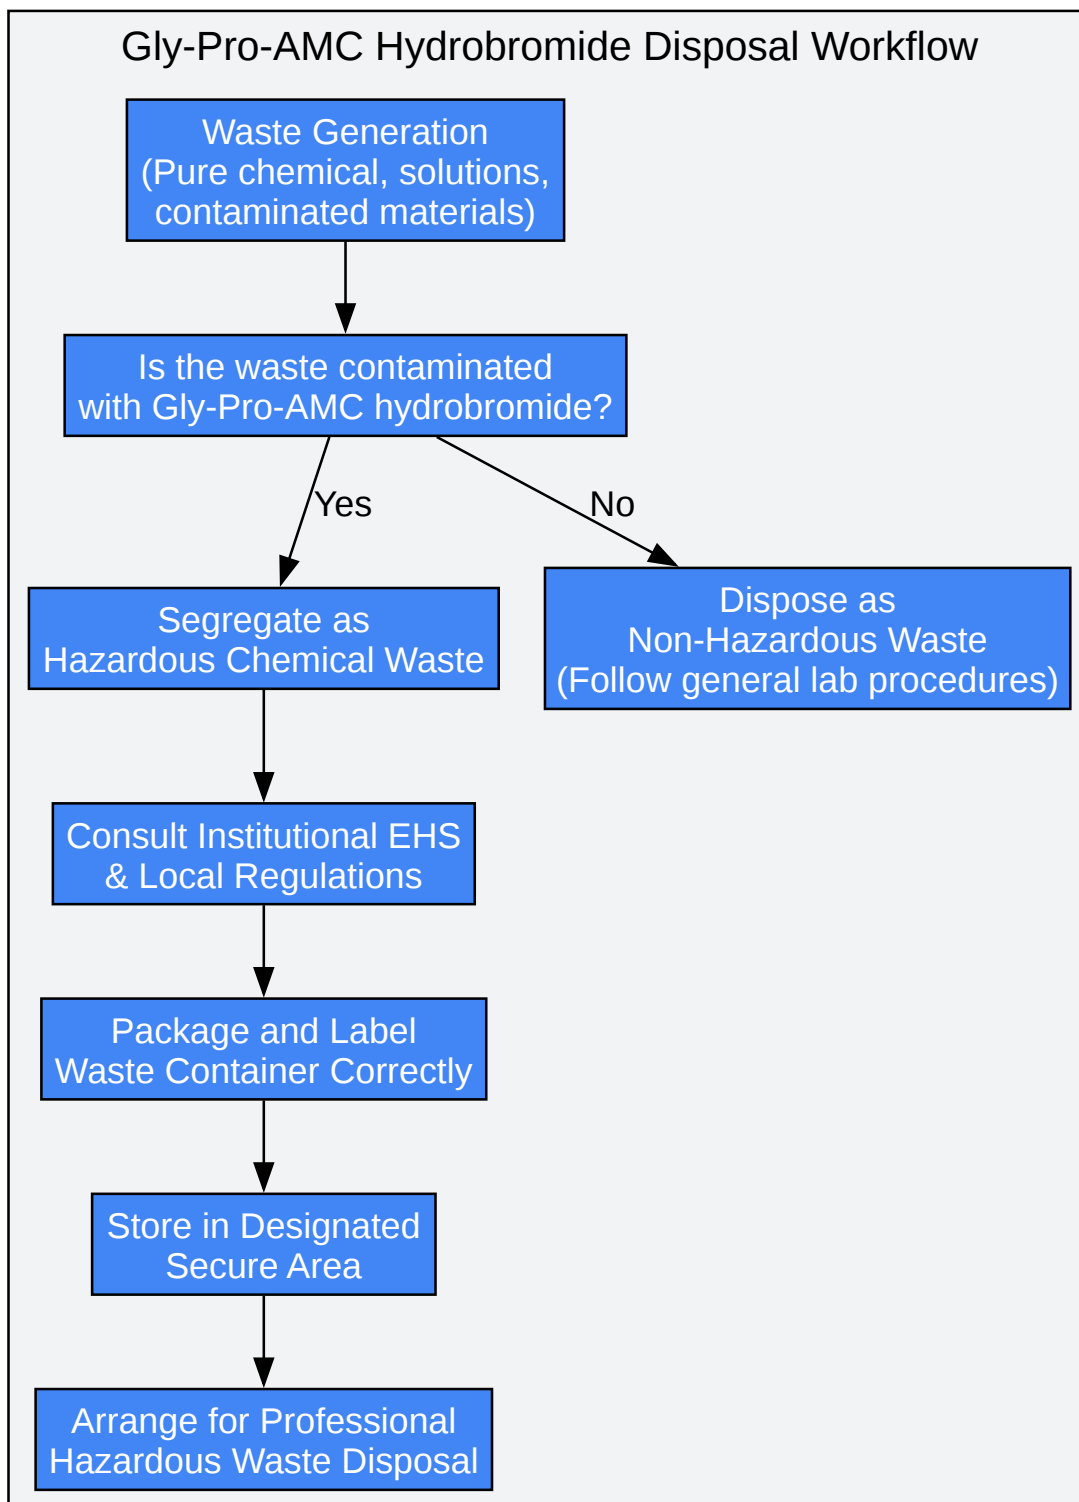 Gly-Pro-AMC Hydrobromide Disposal Workflow
Waste Generation
(Pure chemical, solutions,
contaminated materials)
Is the waste contaminated
with Gly-Pro-AMC hydrobromide?
Yes
No
Segregate as
Hazardous Chemical Waste
Dispose as
Non-Hazardous Waste
(Follow general lab procedures)
Consult Institutional EHS
& Local Regulations
Package and Label
Waste Container Correctly
Store in Designated
Secure Area
Arrange for Professional
Hazardous Waste Disposal